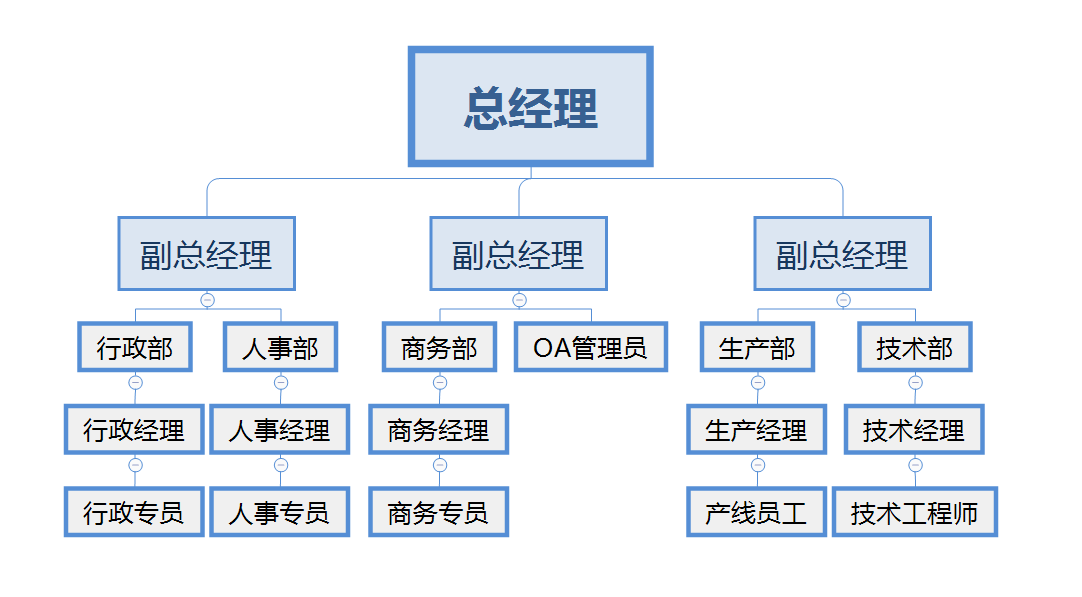 总经理
副总经理
副总经理
副总经理
行政部
人事部
商务部
OA管理员
生产部
技术部
行政经理
人事经理
商务经理
生产经理
技术经理
行政专员
人事专员
商务专员
产线员工
技术工程师